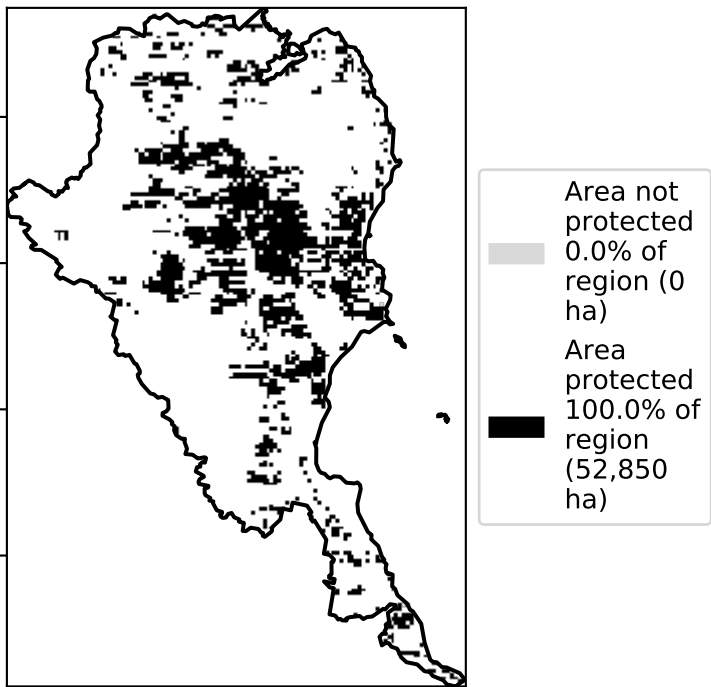 Area not
protected
0.0% of
region (0
ha)
Area
protected
100.0% of
region
(52,850
ha)